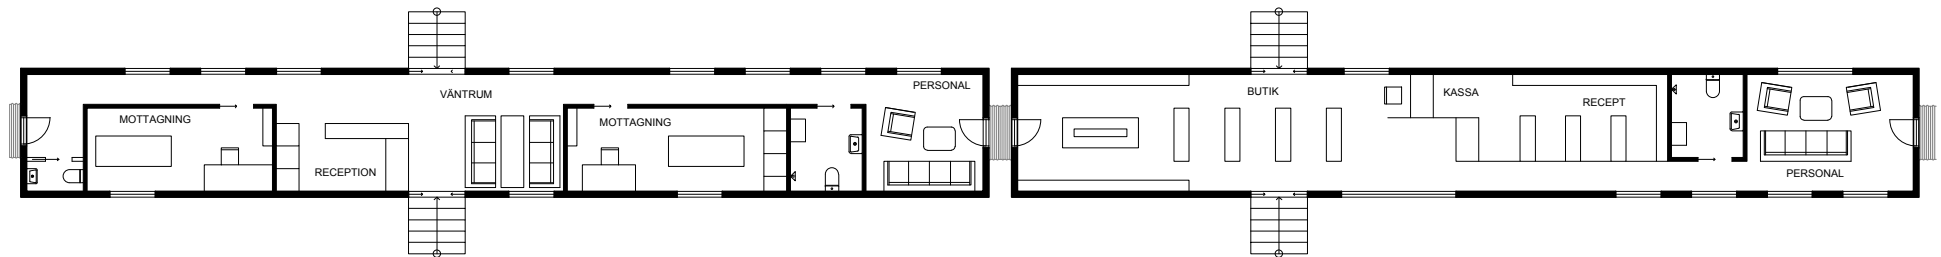 MOTTAGNING
RECEPTION
VÄNTRUM
MOTTAGNING
PERSONAL
BUTIK
KASSA
RECEPT
PERSONAL